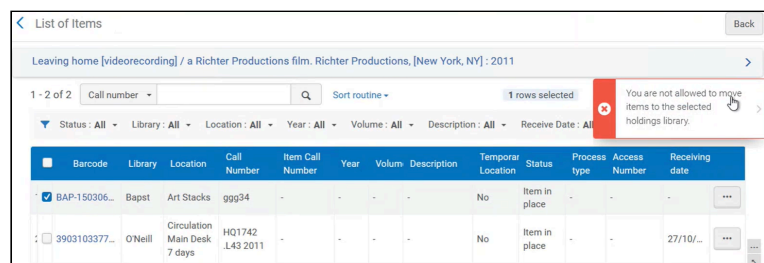 List of Items
Back
Leaving home [videorecording] / a Richter Productions film. Richter Productions, [New York, NY] : 2011
1 - 2 of 2 Call number Sort routine 1 rows selected
You are not allowed to move
items to the selected
holdings library.
Status : All Library : All Location : All Year : All Volume : All Description : All Receive Date : All
Barcode Library Location Call Number Item Call Number Year Volum Description Temporar Location Status Process type Access Number Receiving date
1 BAP-150306... Bapst Art Stacks ggg34 - - - - No Item in place - - - ...
2 3903103377... O'Neill Circulation Main Desk 7 days HQ1742 .L43 2011 - - - - No Item in place - - 27/10/... ...